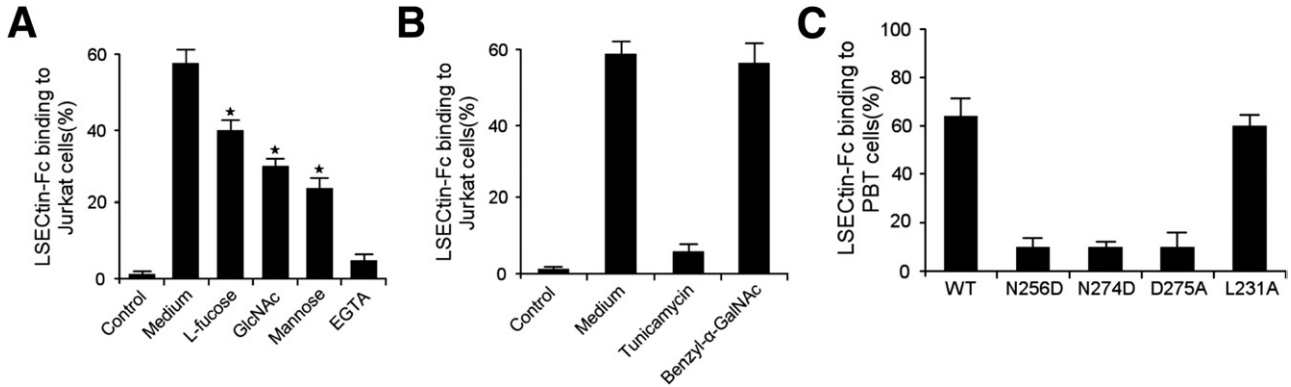 A
LSECtin-Fc binding to
Jurkat cells(%)
60
40
20
0
★
★
★
Control
Medium
L-fucose
GlcNAc
Mannose
EGTA
B
LSECtin-Fc binding to
Jurkat cells(%)
60
40
20
0
Control
Medium
Tunicamycin
Benzyl-α-GalNAc
C
LSECtin-Fc binding to
PBT cells(%)
100
80
60
40
20
0
WT
N256D
N274D
D275A
L231A